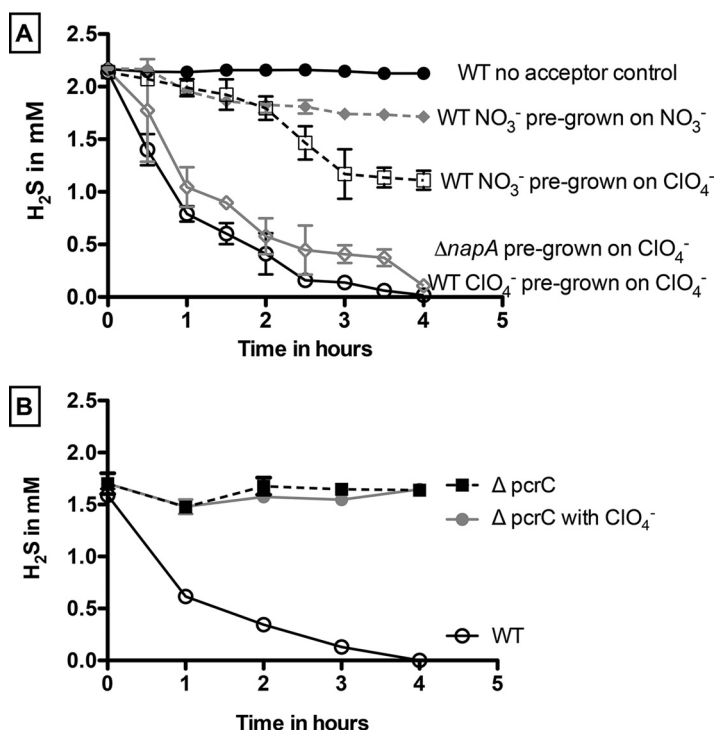 A
H₂S in mM
2.5
2.0
1.5
1.0
0.5
0.0
0 1 2 3 4 5
Time in hours
WT no acceptor control
WT NO₃⁻ pre-grown on NO₃⁻
WT NO₃⁻ pre-grown on ClO₄⁻
ΔnapA pre-grown on ClO₄⁻
WT ClO₄⁻ pre-grown on ClO₄⁻
B
H₂S in mM
2.5
2.0
1.5
1.0
0.5
0.0
0 1 2 3 4 5
Time in hours
Δ pcrC
Δ pcrC with ClO₄⁻
WT